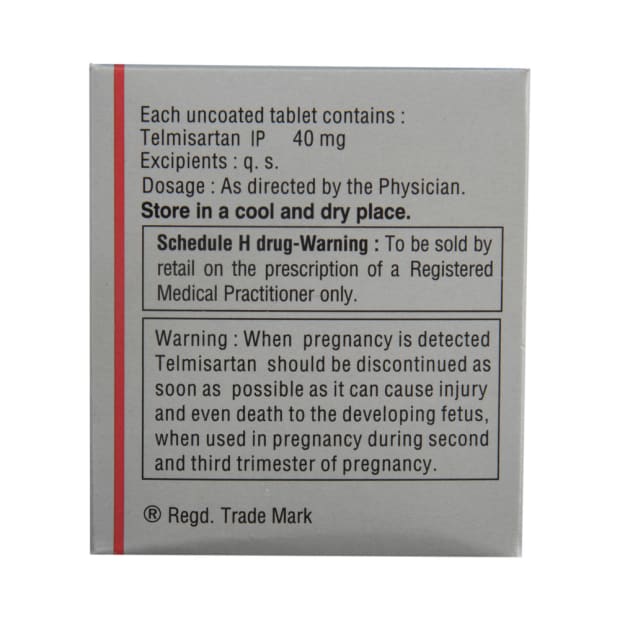 Each uncoated tablet contains :
Telmisartan IP 40 mg
Excipients : q. s.
Dosage : As directed by the Physician.
Store in a cool and dry place.
Schedule H drug-Warning : To be sold by
retail on the prescription of a Registered
Medical Practitioner only.
Warning : When pregnancy is detected
Telmisartan should be discontinued as
soon as possible as it can cause injury
and even death to the developing fetus,
when used in pregnancy during second
and third trimester of pregnancy.
® Regd. Trade Mark